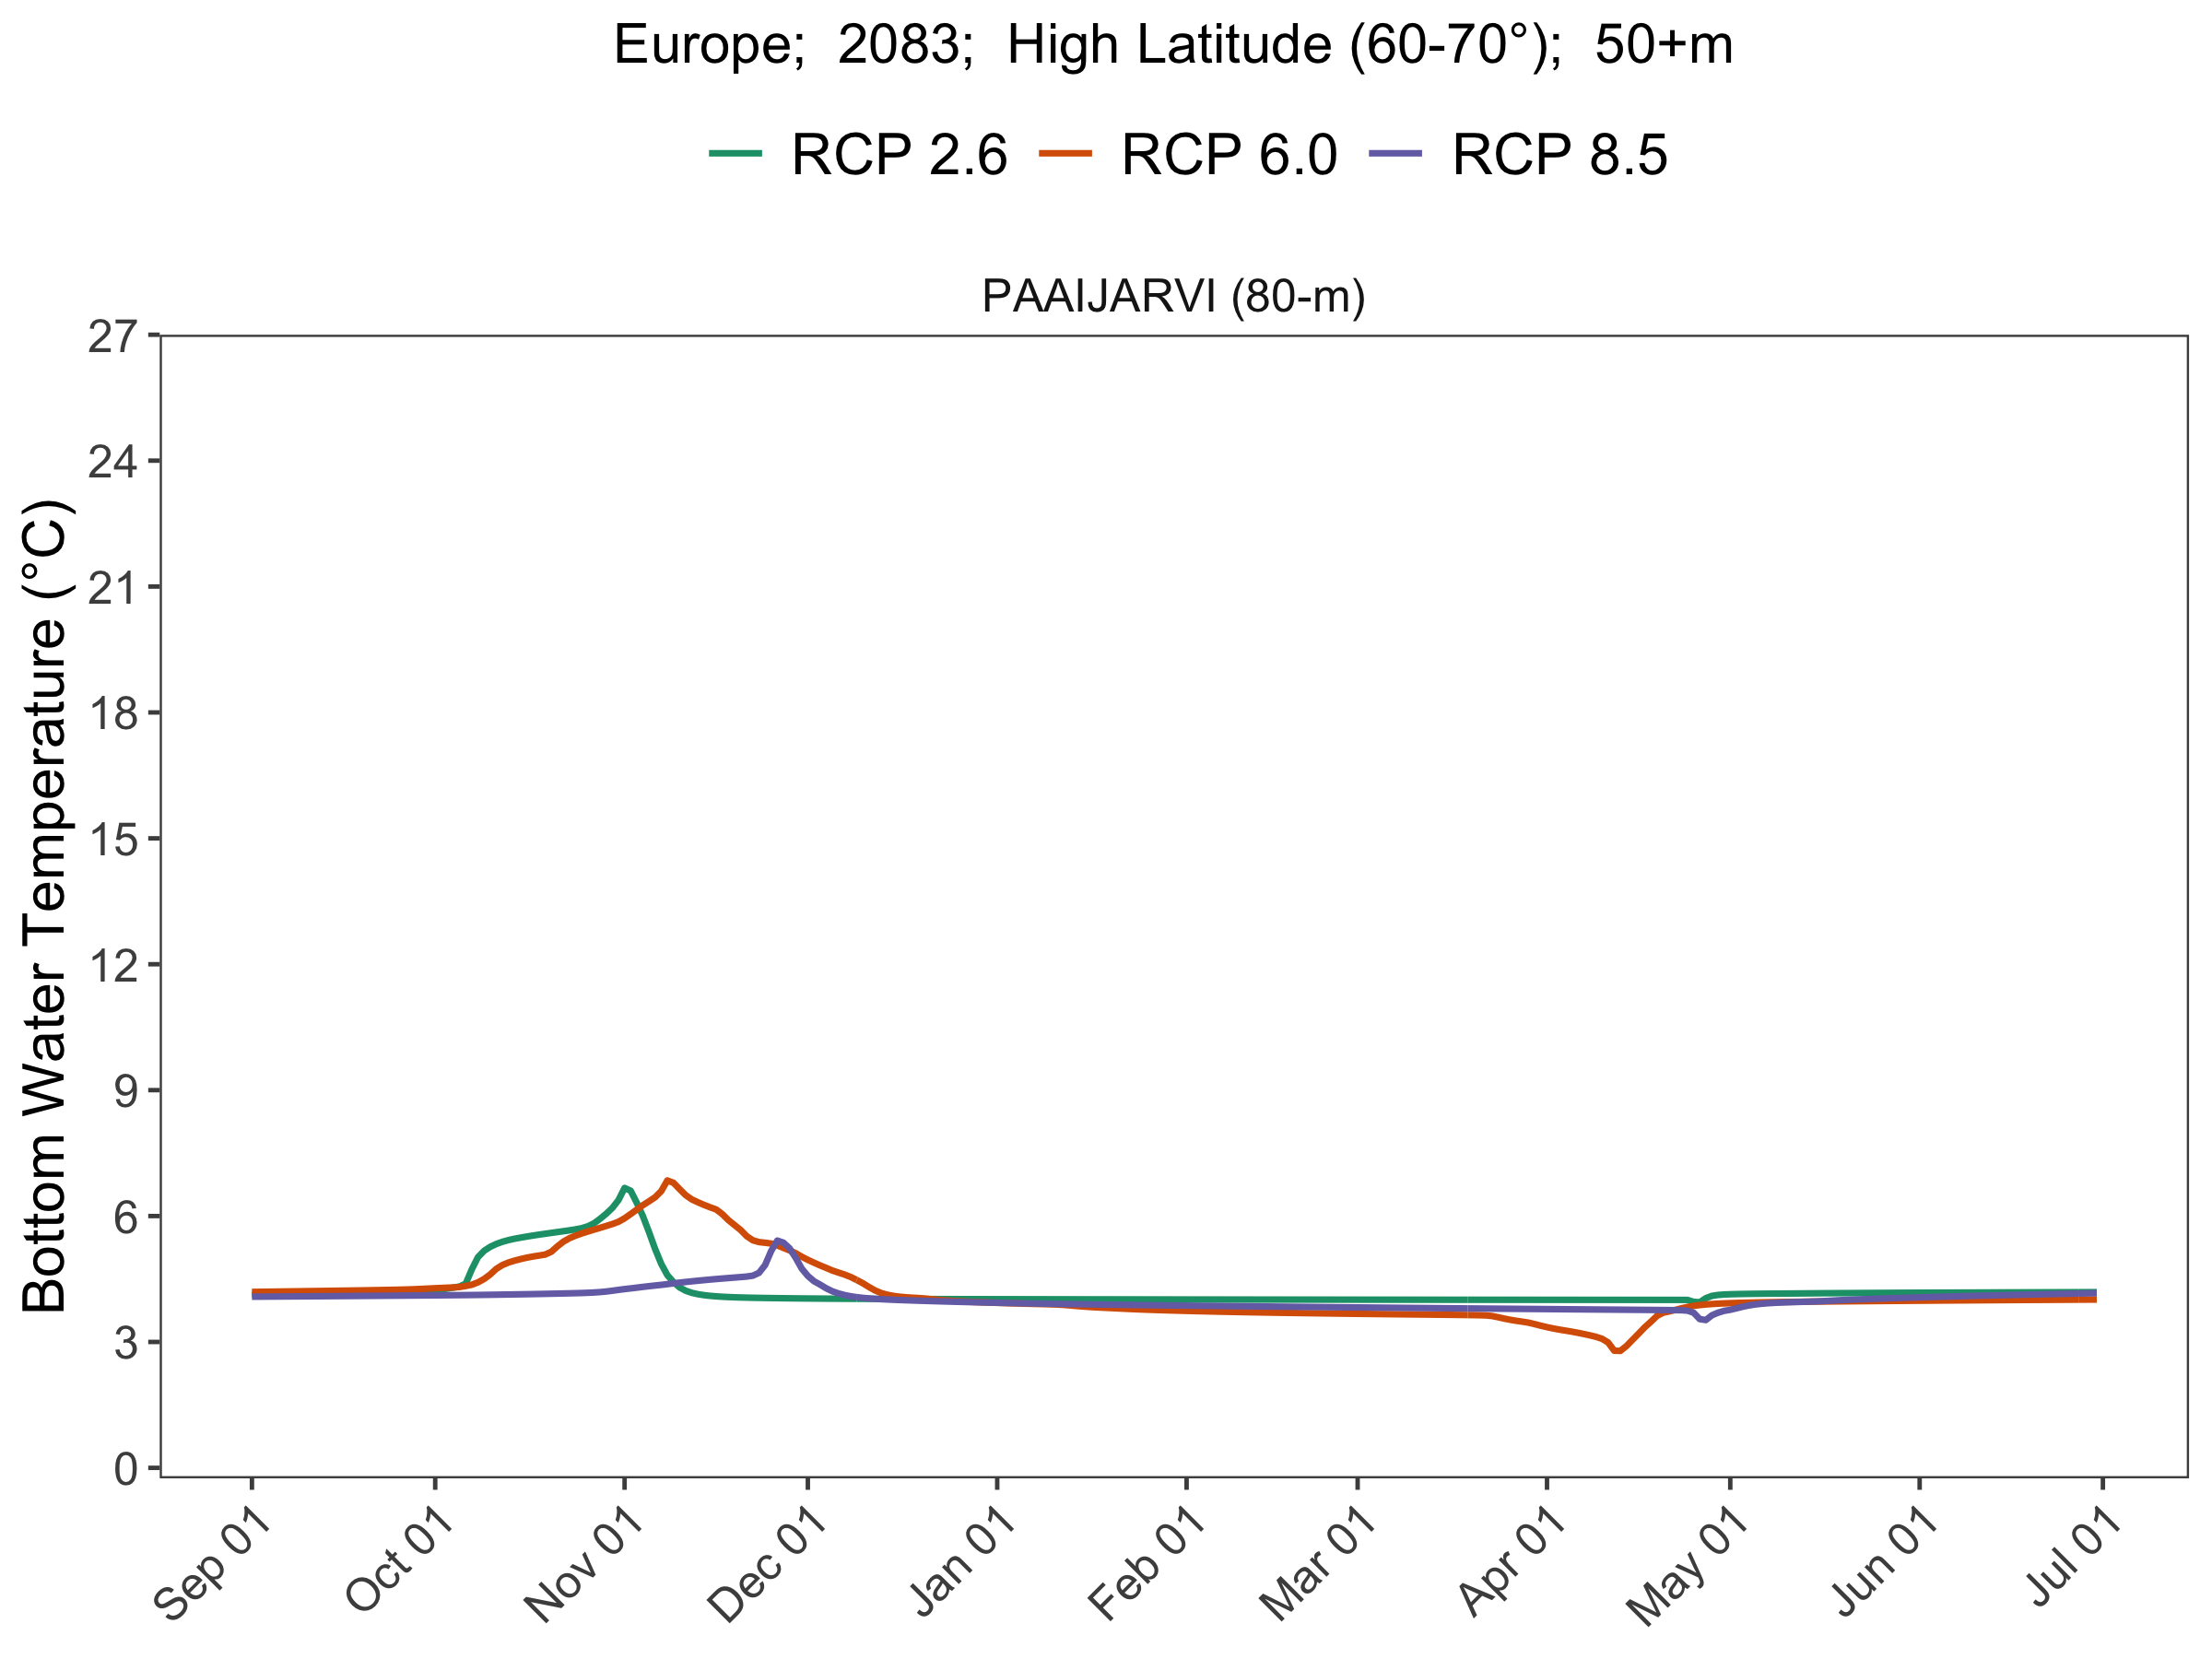 Europe;  2083;  High Latitude (60-70°);  50+m
RCP 2.6 RCP 6.0 RCP 8.5
PAAIJARVI (80-m)
Bottom Water Temperature (°C)
27
24
21
18
15
12
9
6
3
0
Sep 01 Oct 01 Nov 01 Dec 01 Jan 01 Feb 01 Mar 01 Apr 01 May 01 Jun 01 Jul 01